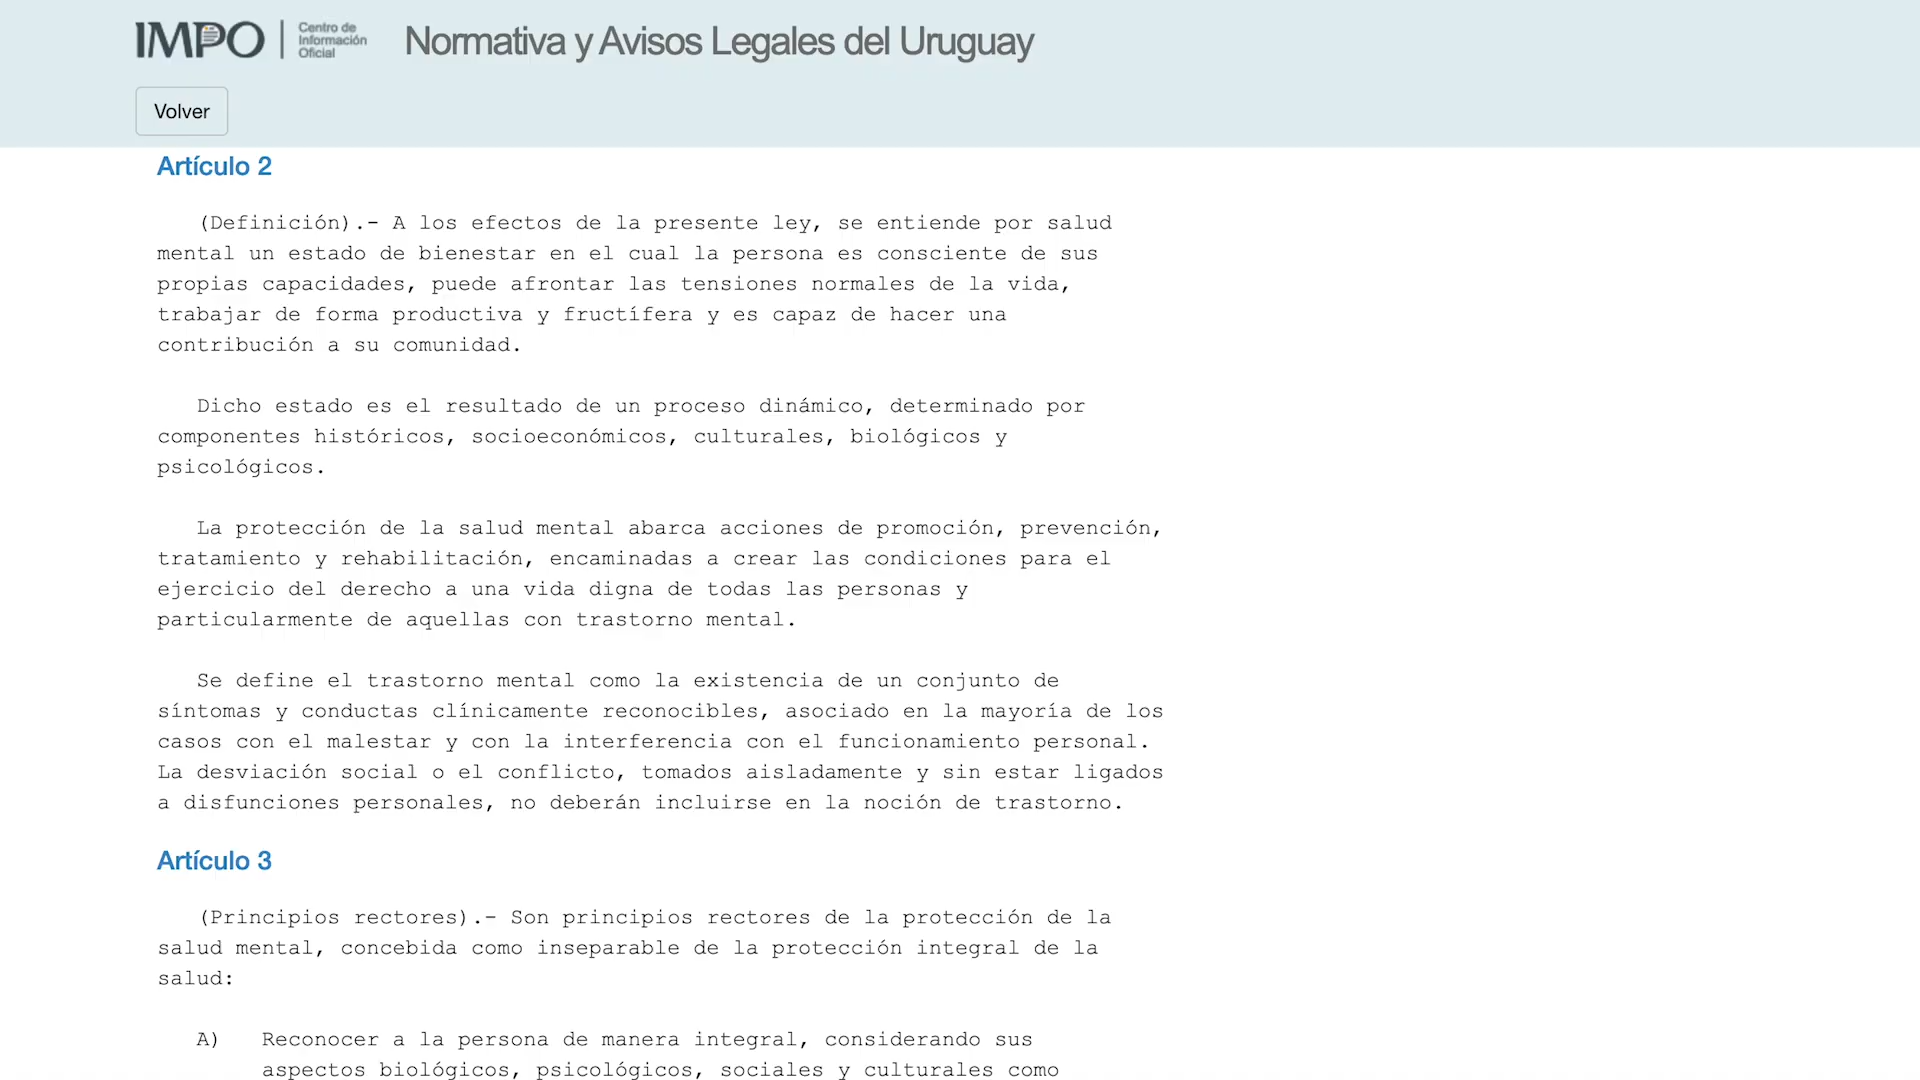 IMPO
Centro de
Información
Oficial
Normativa y Avisos Legales del Uruguay
Volver
Artículo 2
(Definición).- A los efectos de la presente ley, se entiende por salud
mental un estado de bienestar en el cual la persona es consciente de sus
propias capacidades, puede afrontar las tensiones normales de la vida,
trabajar de forma productiva y fructífera y es capaz de hacer una
contribución a su comunidad.
Dicho estado es el resultado de un proceso dinámico, determinado por
componentes históricos, socioeconómicos, culturales, biológicos y
psicológicos.
La protección de la salud mental abarca acciones de promoción, prevención,
tratamiento y rehabilitación, encaminadas a crear las condiciones para el
ejercicio del derecho a una vida digna de todas las personas y
particularmente de aquellas con trastorno mental.
Se define el trastorno mental como la existencia de un conjunto de
síntomas y conductas clínicamente reconocibles, asociado en la mayoría de los
casos con el malestar y con la interferencia con el funcionamiento personal.
La desviación social o el conflicto, tomados aisladamente y sin estar ligados
a disfunciones personales, no deberán incluirse en la noción de trastorno.
Artículo 3
(Principios rectores).- Son principios rectores de la protección de la
salud mental, concebida como inseparable de la protección integral de la
salud:
A) Reconocer a la persona de manera integral, considerando sus
aspectos biológicos, psicológicos, sociales y culturales como